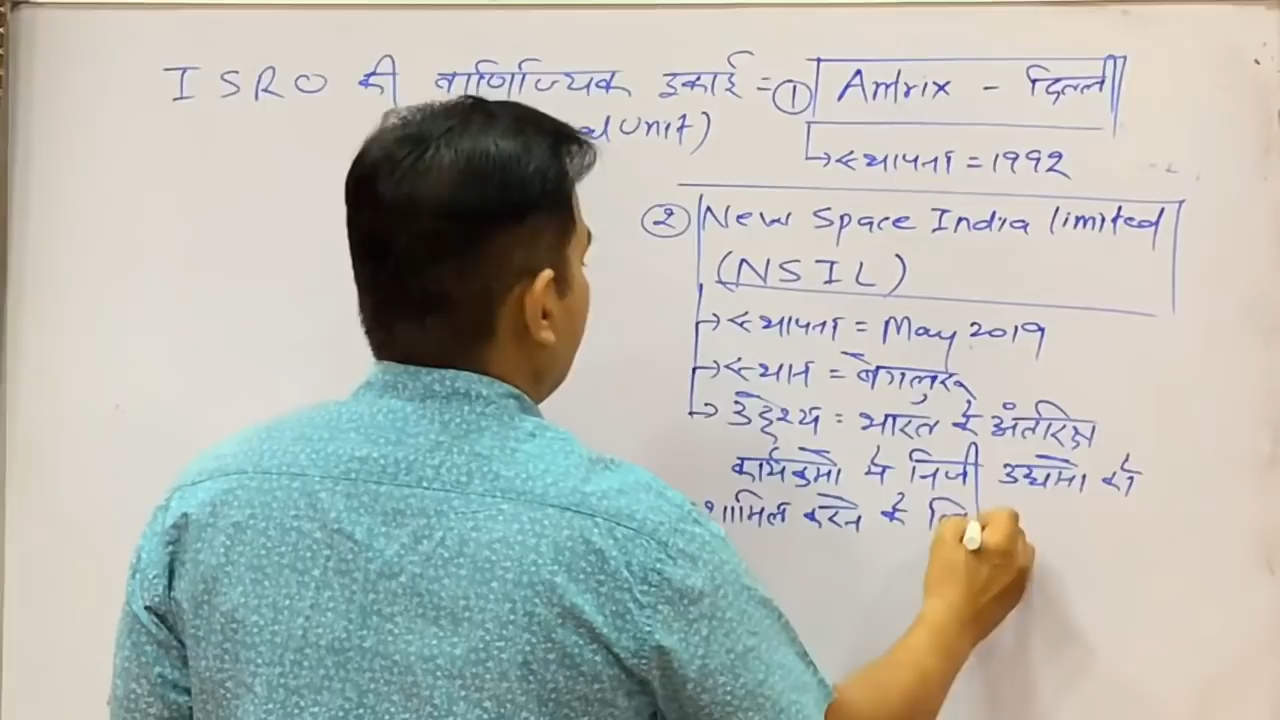 ISRO की वाणिज्यिक इकाई = ① Antrix - दिल्ली
Unit)
→ स्थापना = 1992
② New Space India limited
(NSIL)
→ स्थापना = May 2019
→ स्थान = बेंगलुरू
→ उद्देश्य = भारत के अंतरिक्ष
कार्यक्रमों में निजी उद्यमों को
शामिल करने के